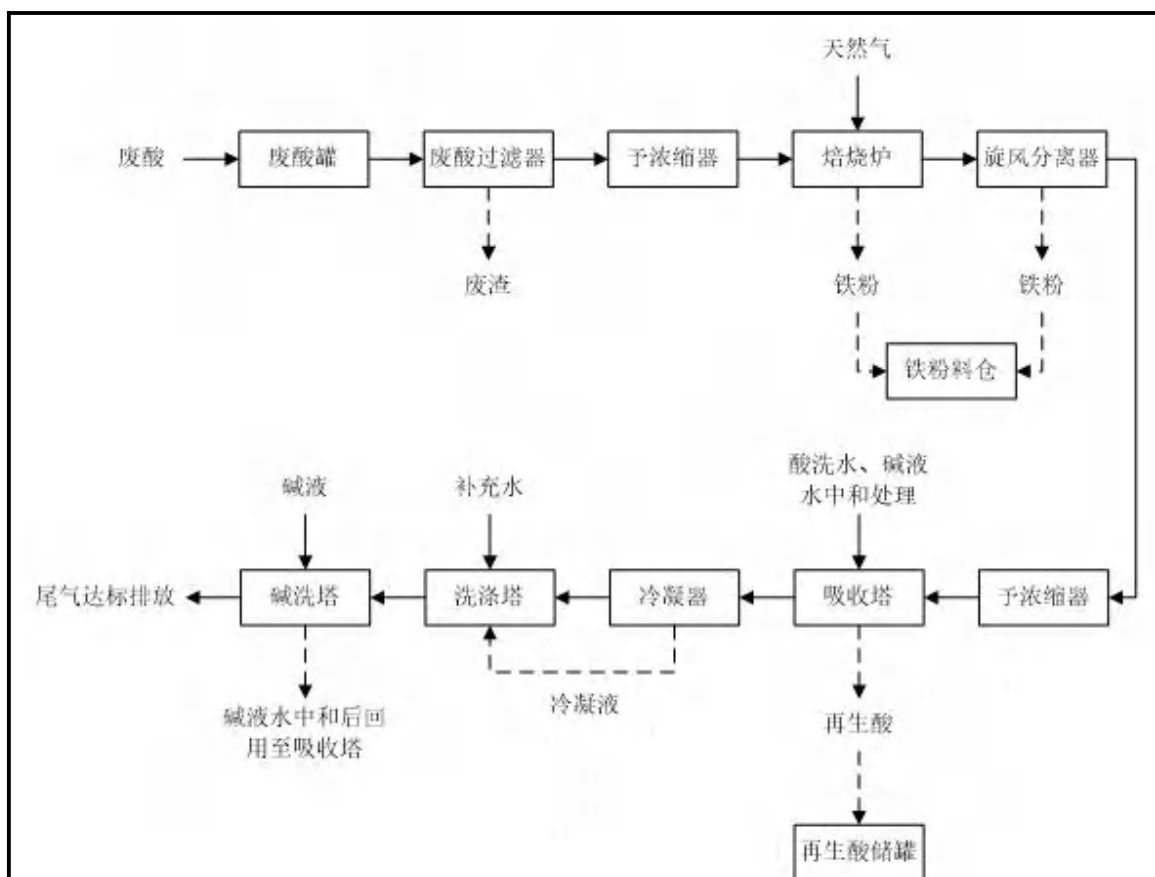 天然气
废酸
废酸罐
废酸过滤器
予浓缩器
焙烧炉
旋风分离器
废渣
铁粉
铁粉
铁粉料仓
碱液
补充水
酸洗水、碱液
水中和处理
尾气达标排放
碱洗塔
洗涤塔
冷凝器
吸收塔
予浓缩器
碱液水中和后回
用至吸收塔
冷凝液
再生酸
再生酸储罐